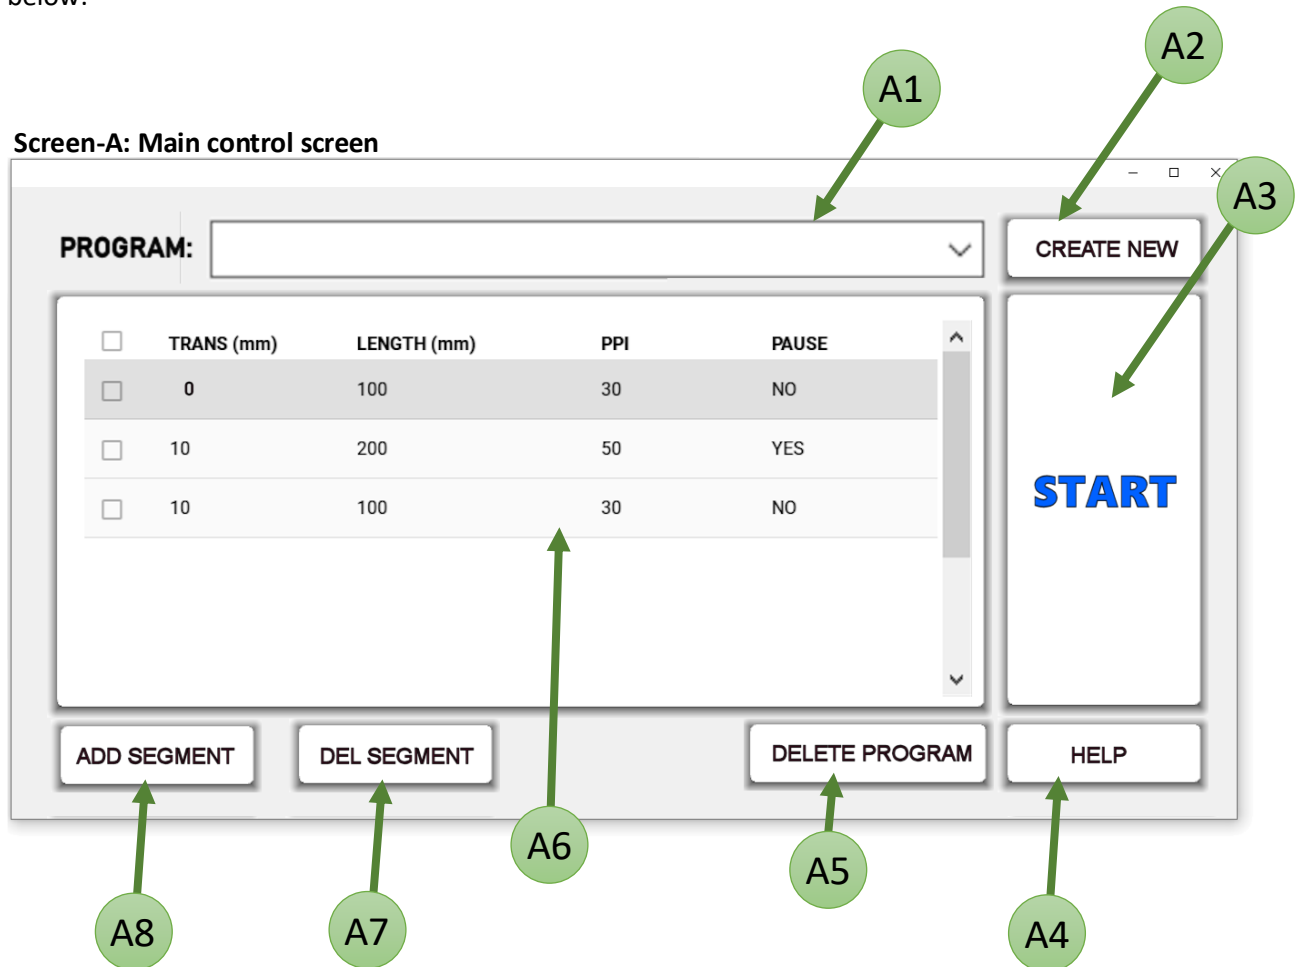 below.
A2
A1
Screen-A: Main control screen
A3
PROGRAM:
CREATE NEW
TRANS (mm) LENGTH (mm) PPI PAUSE
0 100 30 NO
10 200 50 YES
10 100 30 NO
START
ADD SEGMENT DEL SEGMENT DELETE PROGRAM HELP
A6
A5
A8 A7 A4